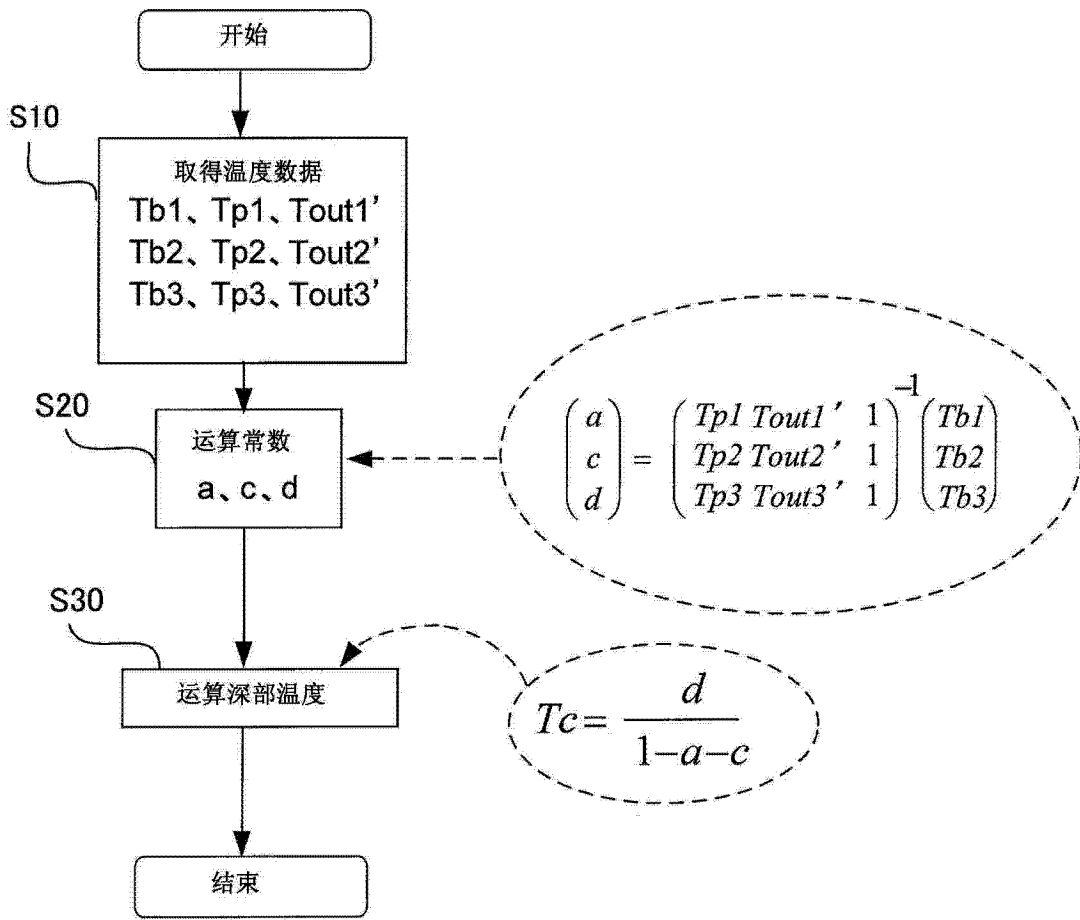 开始
S10
取得温度数据
Tb1、Tp1、Tout1'
Tb2、Tp2、Tout2'
Tb3、Tp3、Tout3'
S20
运算常数
a、c、d
( a ) = ( Tp1 Tout1' 1 )^-1 ( Tb1 )
( c ) = ( Tp2 Tout2' 1 ) ( Tb2 )
( d ) = ( Tp3 Tout3' 1 ) ( Tb3 )
S30
运算深部温度
Tc= d / 1-a-c
结束